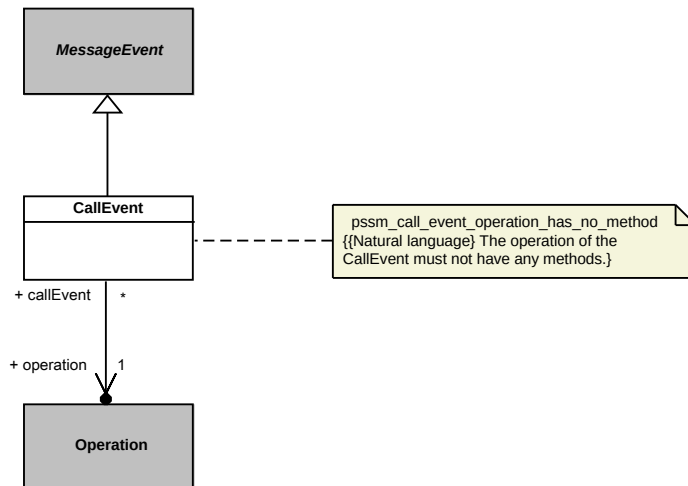 MessageEvent
CallEvent
pssm_call_event_operation_has_no_method
{{Natural language} The operation of the
CallEvent must not have any methods.}
+ callEvent *
+ operation 1
Operation